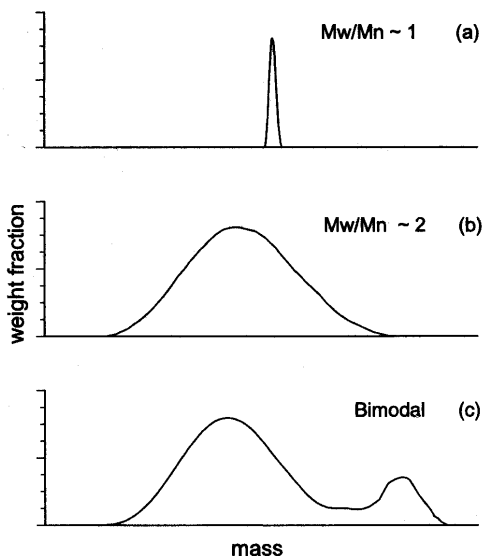 Mw/Mn ~ 1 (a)
Mw/Mn ~ 2 (b)
weight fraction
Bimodal (c)
mass